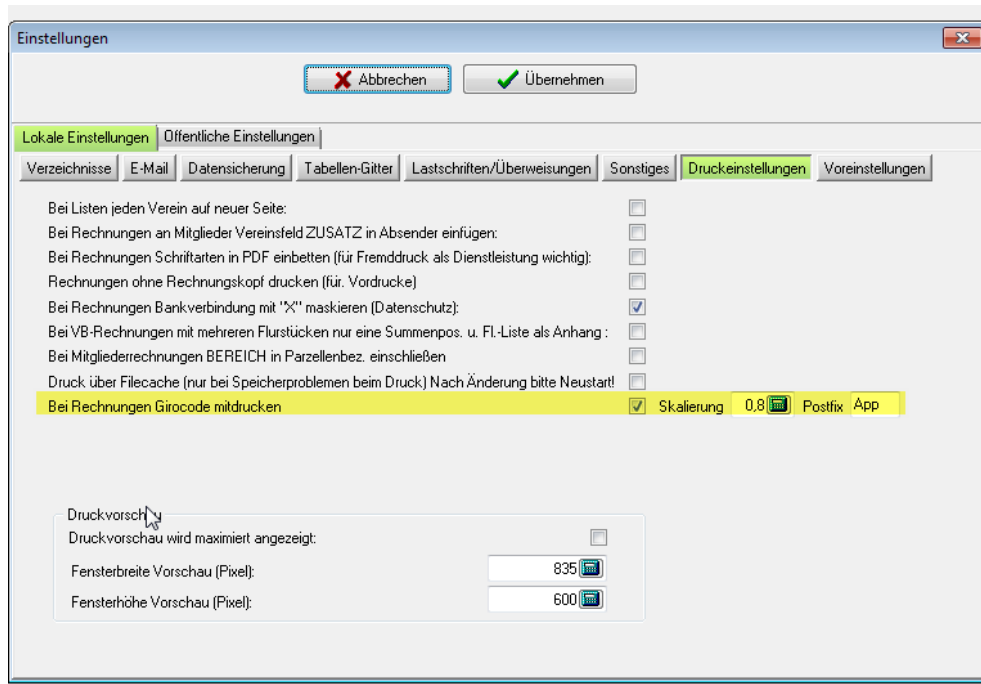 Einstellungen
Abbrechen Übernehmen
Lokale Einstellungen Öffentliche Einstellungen
Verzeichnisse E-Mail Datensicherung Tabellen-Gitter Lastschriften/Überweisungen Sonstiges Druckeinstellungen Voreinstellungen
Bei Listen jeden Verein auf neuer Seite:
Bei Rechnungen an Mitglieder Vereinsfeld ZUSATZ in Absender einfügen:
Bei Rechnungen Schriftarten in PDF einbetten (für Fremddruck als Dienstleistung wichtig):
Rechnungen ohne Rechnungskopf drucken (für. Vordrucke)
Bei Rechnungen Bankverbindung mit "X" maskieren (Datenschutz):
Bei VB-Rechnungen mit mehreren Flurstücken nur eine Summenpos. u. Fl.-Liste als Anhang :
Bei Mitgliederrechnungen BEREICH in Parzellenbez. einschließen
Druck über Filecache (nur bei Speicherproblemen beim Druck) Nach Änderung bitte Neustart!
Bei Rechnungen Girocode mitdrucken Skalierung 0,8 Postfix App
Druckvorschau
Druckvorschau wird maximiert angezeigt:
Fensterbreite Vorschau (Pixel): 835
Fensterhöhe Vorschau (Pixel): 600